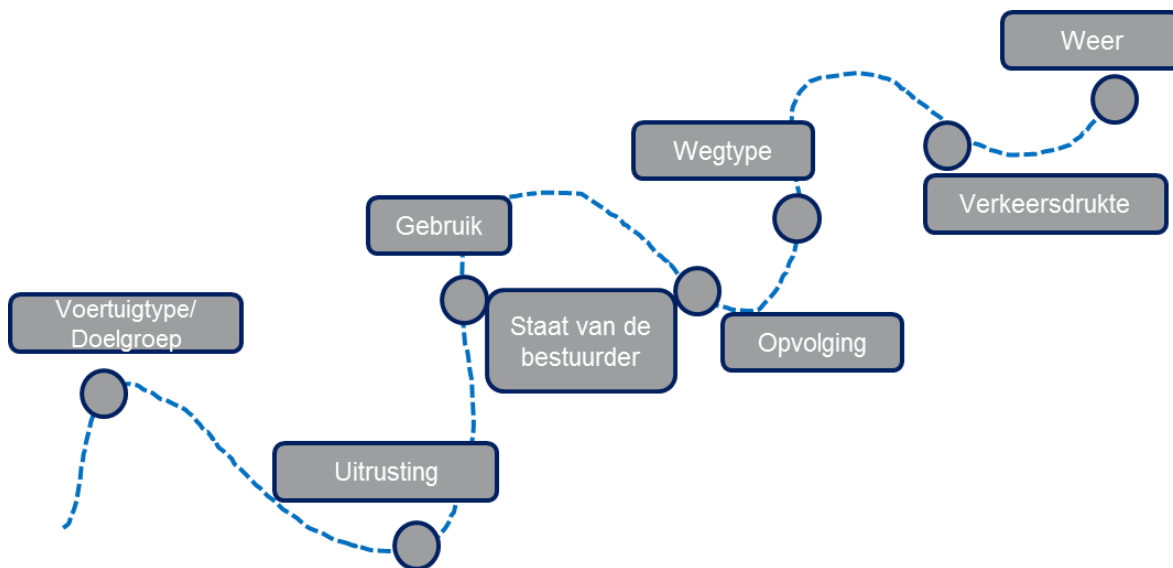 Weer
Wegtype
Verkeersdrukte
Gebruik
Voertuigtype/
Doelgroep
Staat van de
bestuurder
Opvolging
Uitrusting